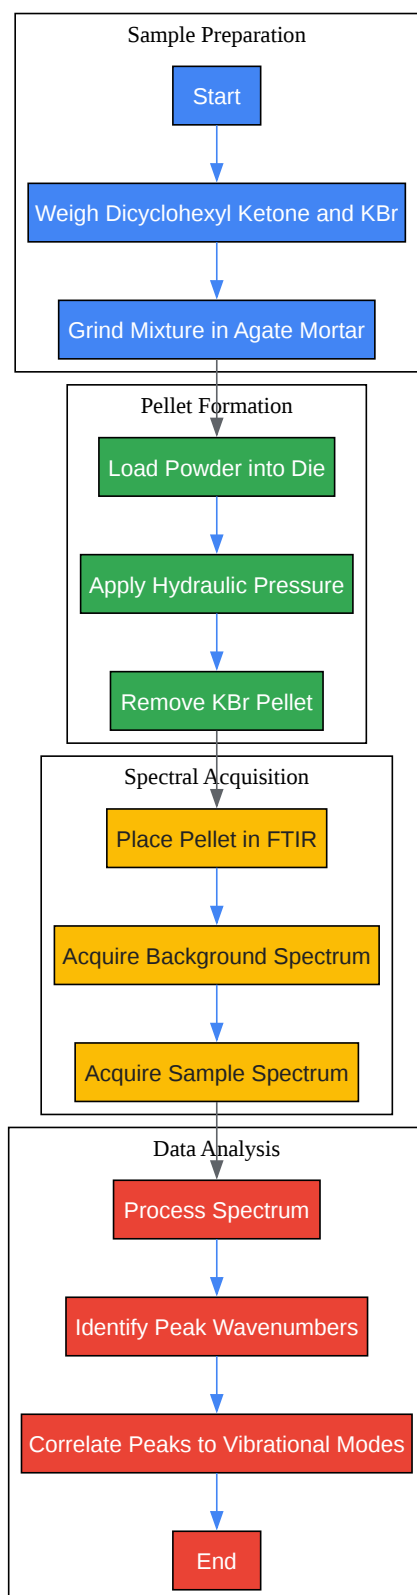 Sample Preparation
Start
Weigh Dicyclohexyl Ketone and KBr
Grind Mixture in Agate Mortar
Pellet Formation
Load Powder into Die
Apply Hydraulic Pressure
Remove KBr Pellet
Spectral Acquisition
Place Pellet in FTIR
Acquire Background Spectrum
Acquire Sample Spectrum
Data Analysis
Process Spectrum
Identify Peak Wavenumbers
Correlate Peaks to Vibrational Modes
End